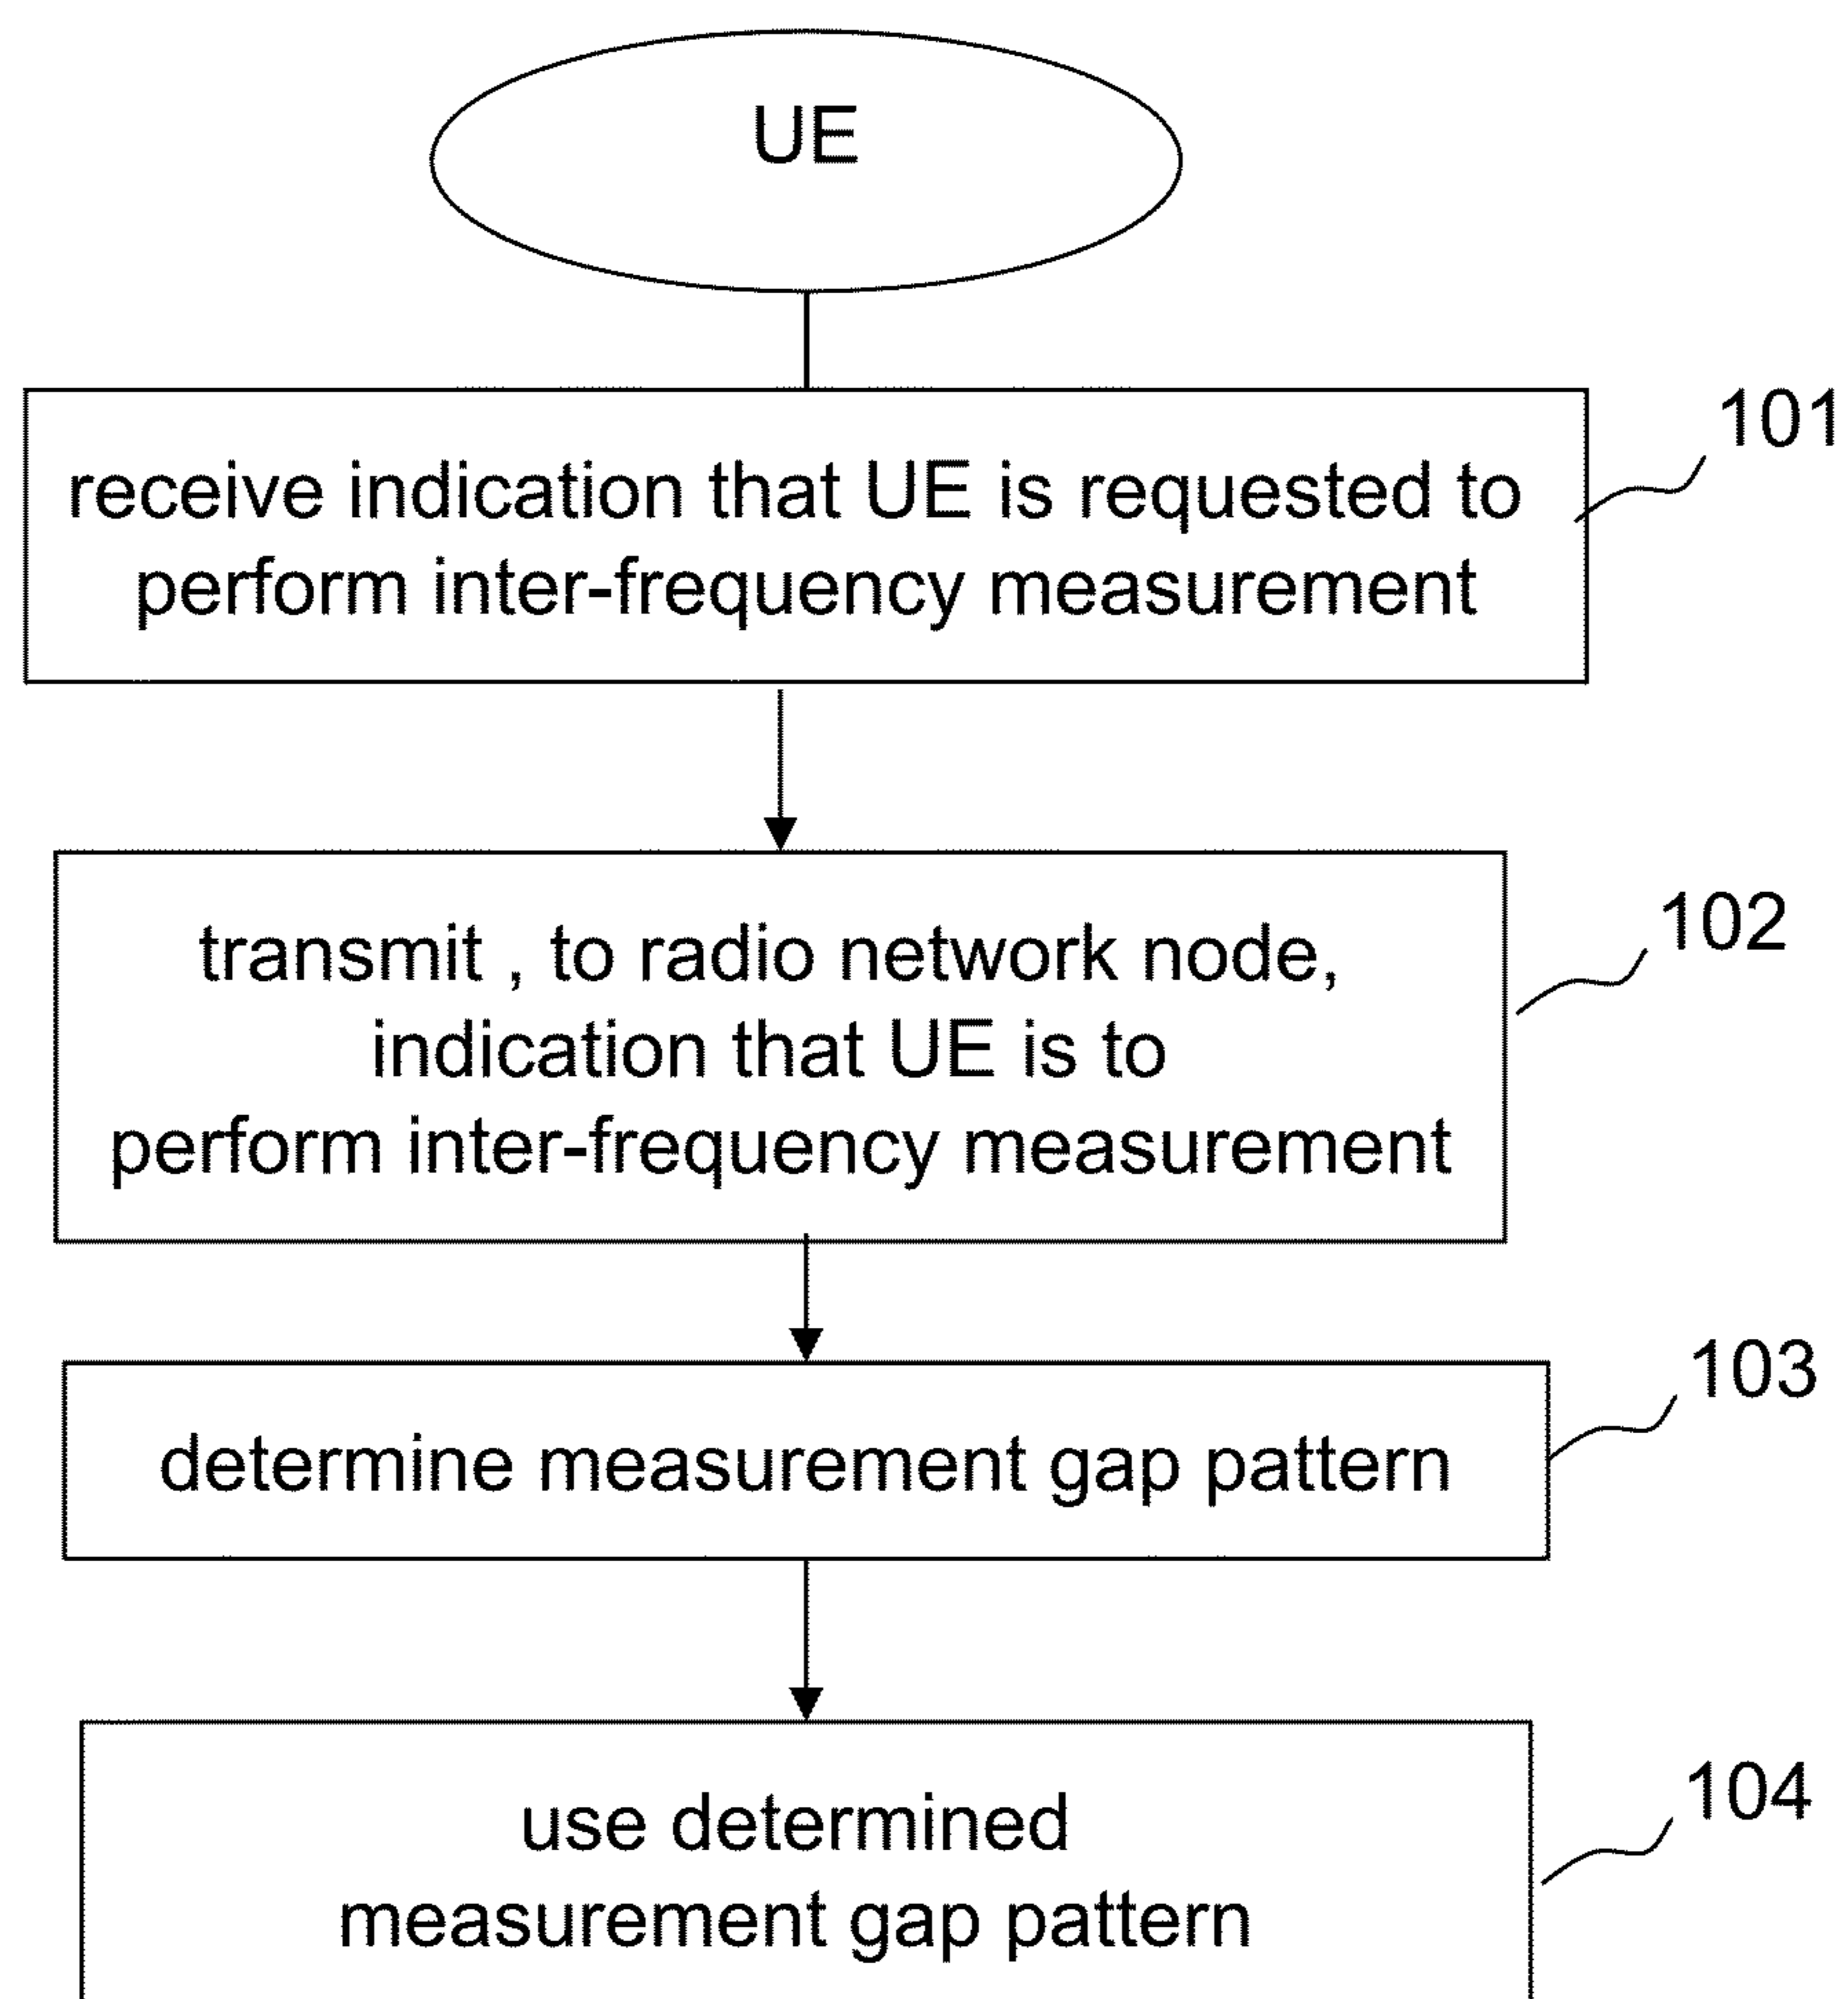 UE
101
receive indication that UE is requested to
perform inter-frequency measurement
102
transmit , to radio network node,
indication that UE is to
perform inter-frequency measurement
103
determine measurement gap pattern
104
use determined
measurement gap pattern